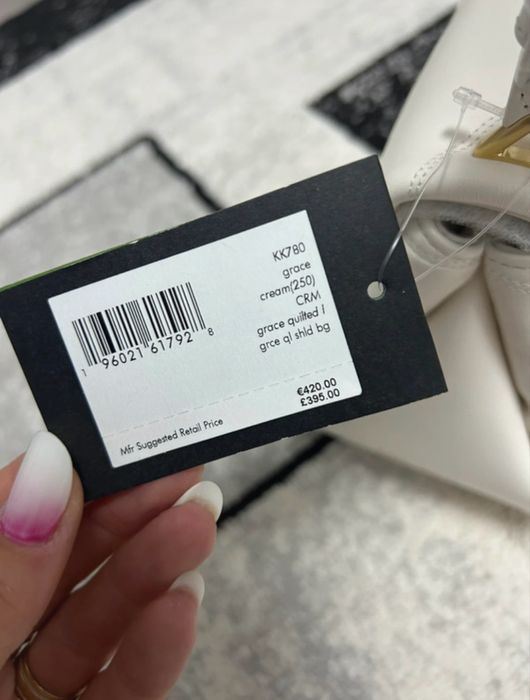 KK780
grace
cream(250)
CRM
grace quilted l
grce ql shld bg
1 96021 61792 8
€420.00
£395.00
Mfr Suggested Retail Price